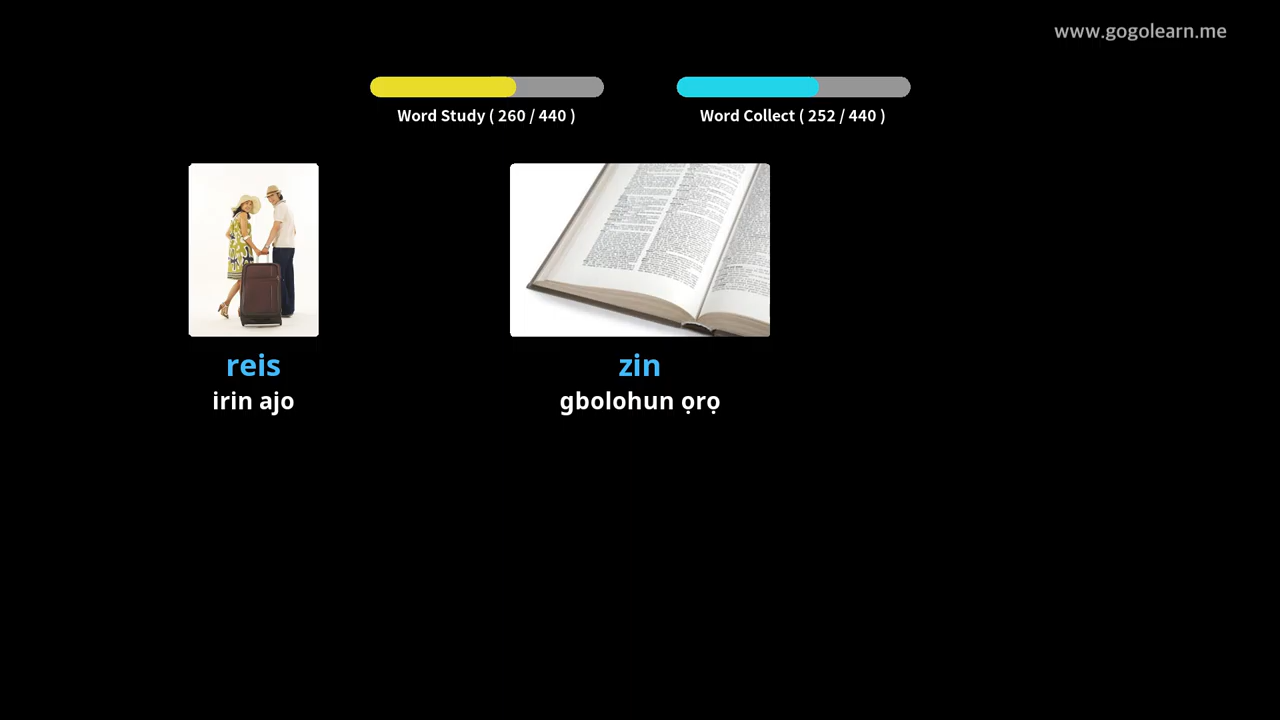 www.gogolearn.me
Word Study ( 260 / 440 )
Word Collect ( 252 / 440 )
reis
irin ajo
zin
gbolohun ọrọ